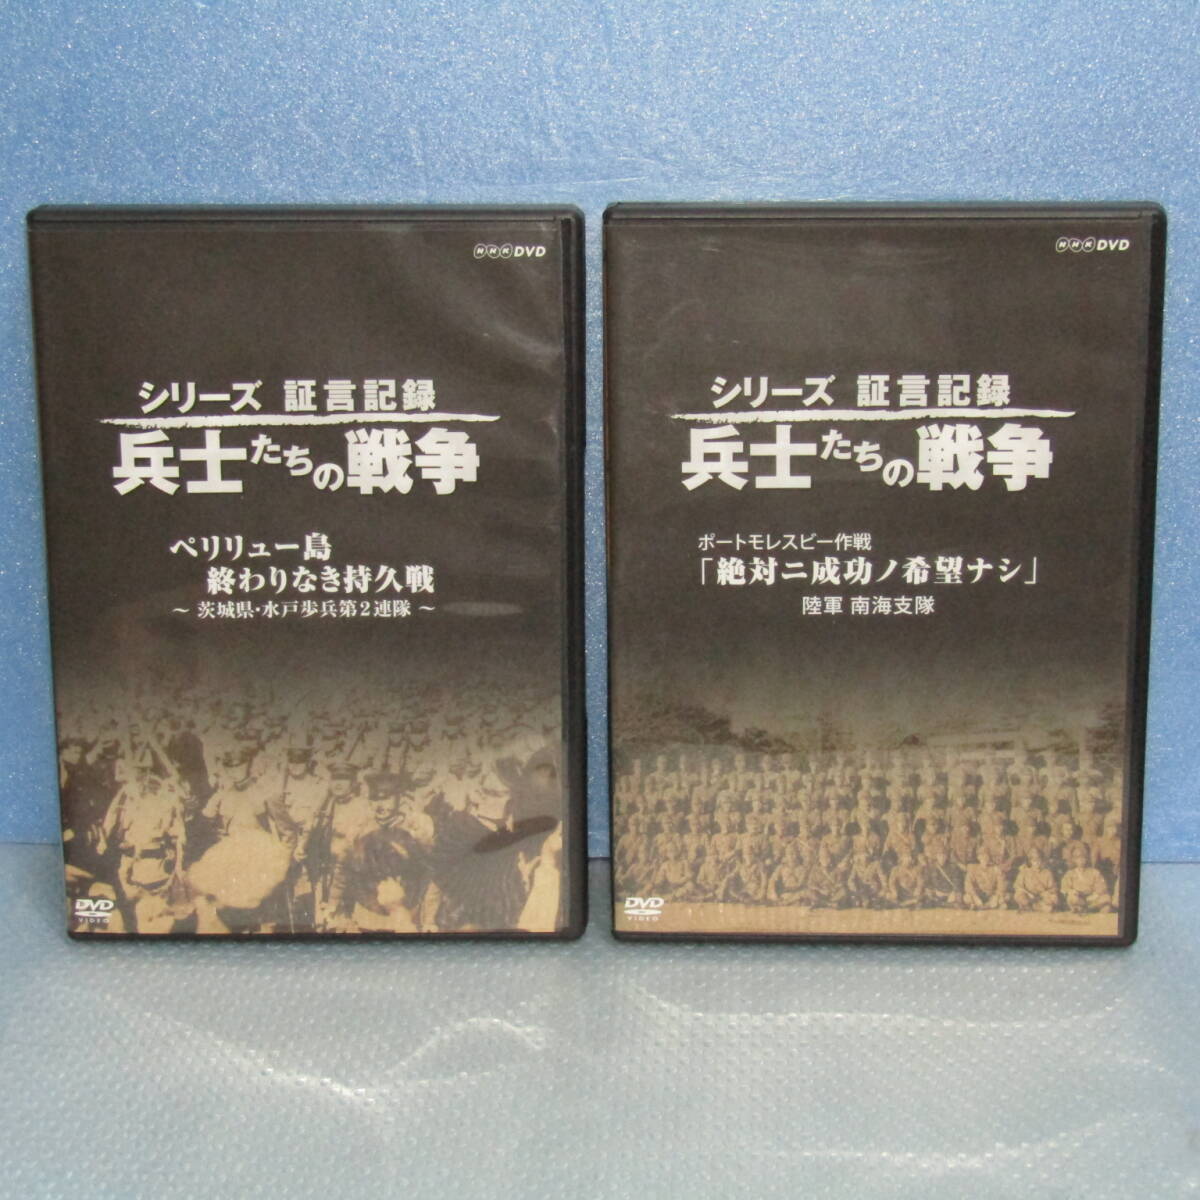 NHK DVD
シリーズ 証言記録
兵士たちの戦争
ペリリュー島
終わりなき持久戦
～ 茨城県・水戸歩兵第2連隊 ～
DVD
VIDEO
NHK DVD
シリーズ 証言記録
兵士たちの戦争
ポートモレスビー作戦
「絶対ニ成功ノ希望ナシ」
陸軍 南海支隊
DVD
VIDEO